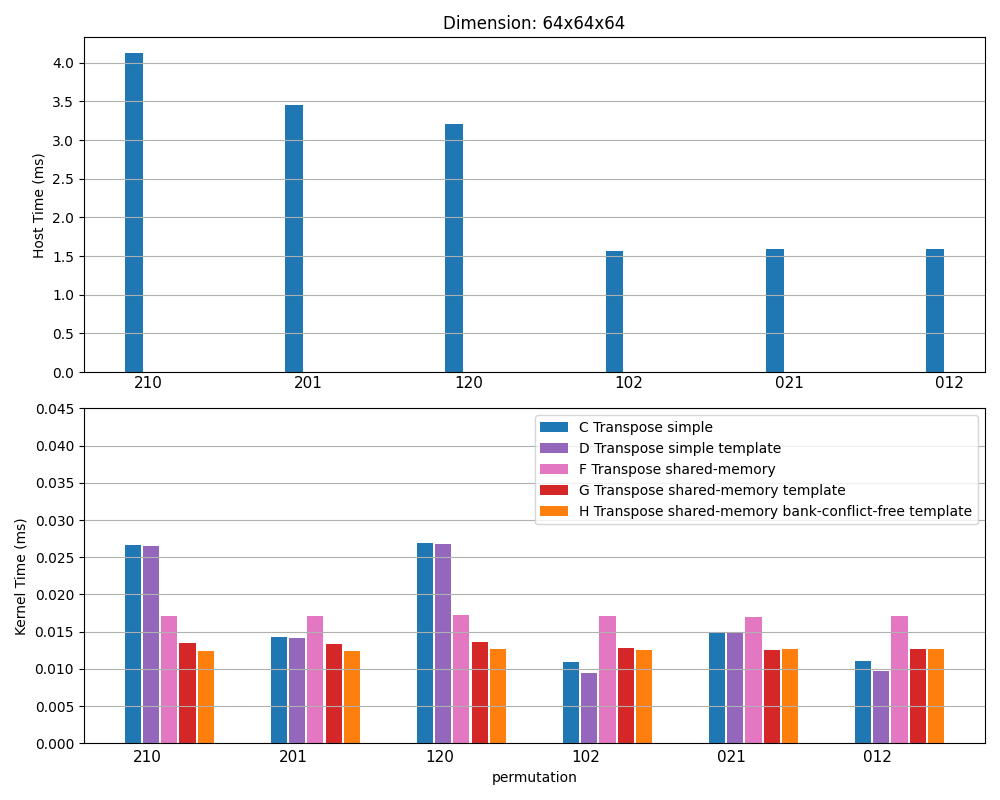 Dimension: 64x64x64
Host Time (ms)
4.0
3.5
3.0
2.5
2.0
1.5
1.0
0.5
0.0
210 201 120 102 021 012
Kernel Time (ms)
0.045
0.040
0.035
0.030
0.025
0.020
0.015
0.010
0.005
0.000
C Transpose simple
D Transpose simple template
F Transpose shared-memory
G Transpose shared-memory template
H Transpose shared-memory bank-conflict-free template
210 201 120 102 021 012
permutation